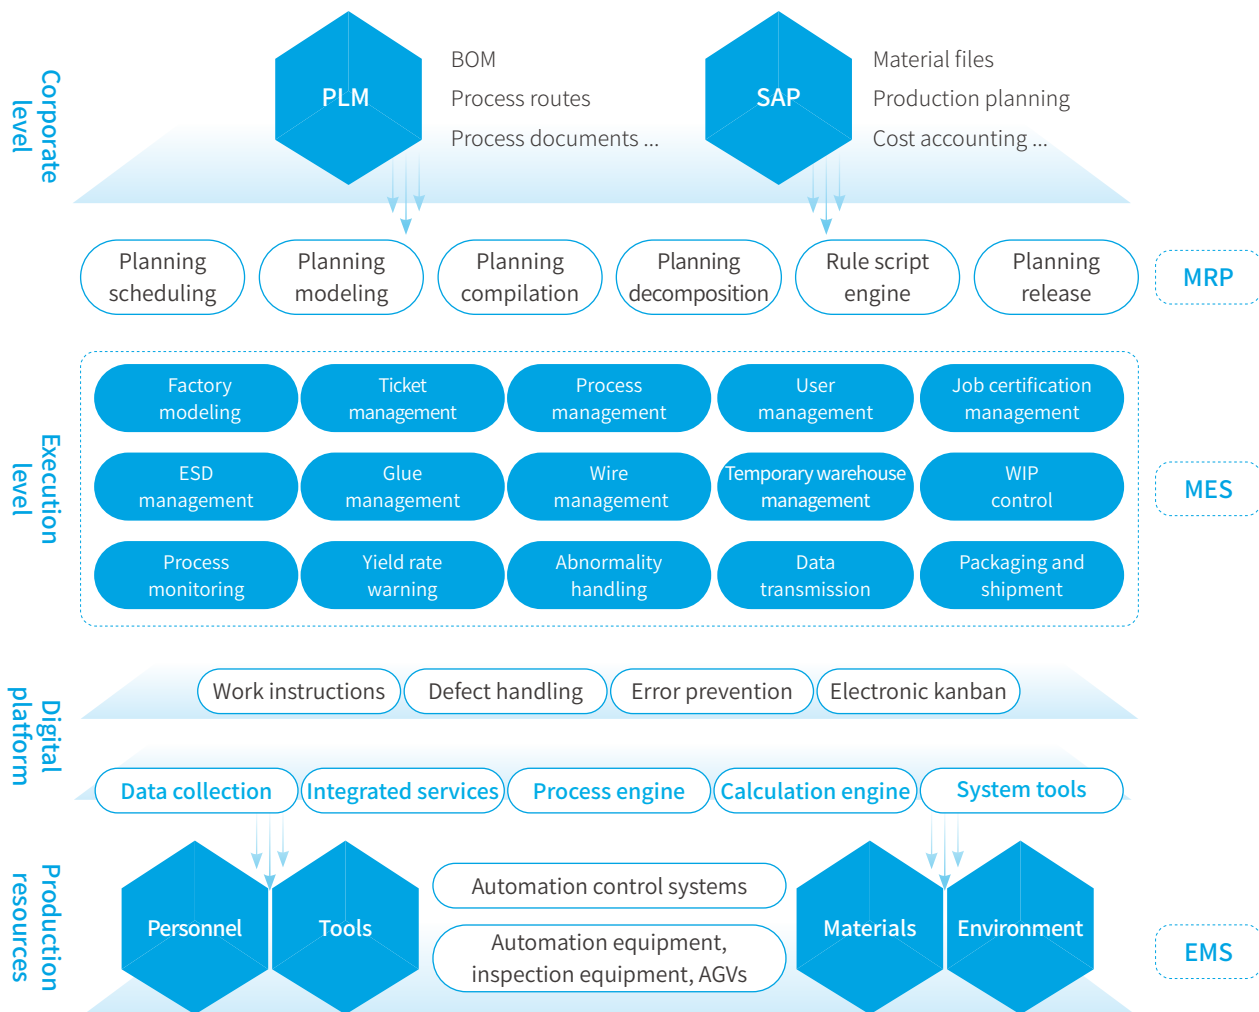 Corporate
level
PLM
BOM
Process routes
Process documents ...
SAP
Material files
Production planning
Cost accounting ...
Planning
scheduling
Planning
modeling
Planning
compilation
Planning
decomposition
Rule script
engine
Planning
release
MRP
Execution
level
Factory
modeling
Ticket
management
Process
management
User
management
Job certification
management
ESD
management
Glue
management
Wire
management
Temporary warehouse
management
WIP
control
Process
monitoring
Yield rate
warning
Abnormality
handling
Data
transmission
Packaging and
shipment
MES
Digital
platform
Work instructions
Defect handling
Error prevention
Electronic kanban
Data collection
Integrated services
Process engine
Calculation engine
System tools
Production
resources
Personnel
Tools
Automation control systems
Automation equipment,
inspection equipment, AGVs
Materials
Environment
EMS